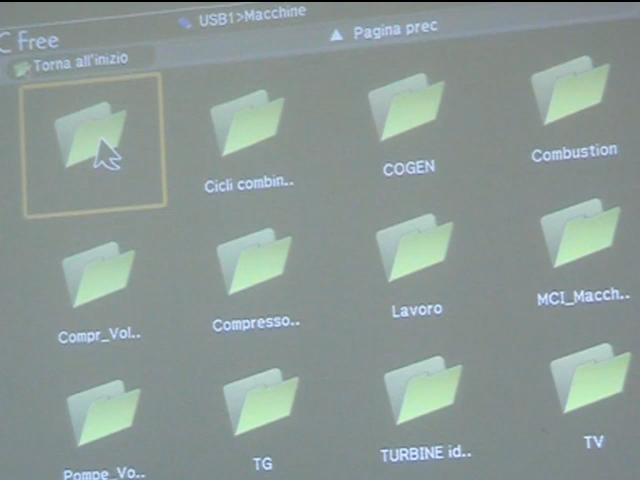 C Free
USB1>Macchine
Torna all'inizio
Pagina prec
Cicli combin..
COGEN
Combustion
Compr_Vol..
Compresso..
Lavoro
MCI_Macch..
Pompe_Vo..
TG
TURBINE id..
TV